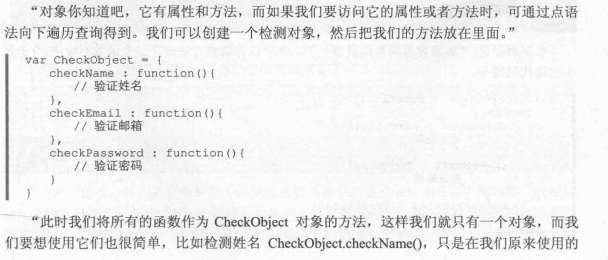 “对象你知道吧，它有属性和方法，而如果我们要访问它的属性或者方法时，可通过点语
法向下遍历查询得到。我们可以创建一个检测对象，然后把我们的方法放在里面。”
var CheckObject = {
    checkName : function(){
        // 验证姓名
    },
    checkEmail : function(){
        // 验证邮箱
    },
    checkPassword : function(){
        // 验证密码
    }
}
“此时我们将所有的函数作为 CheckObject 对象的方法，这样我们就只有一个对象，而我
们要想使用它们也很简单，比如检测姓名 CheckObject.checkName()，只是在我们原来使用的